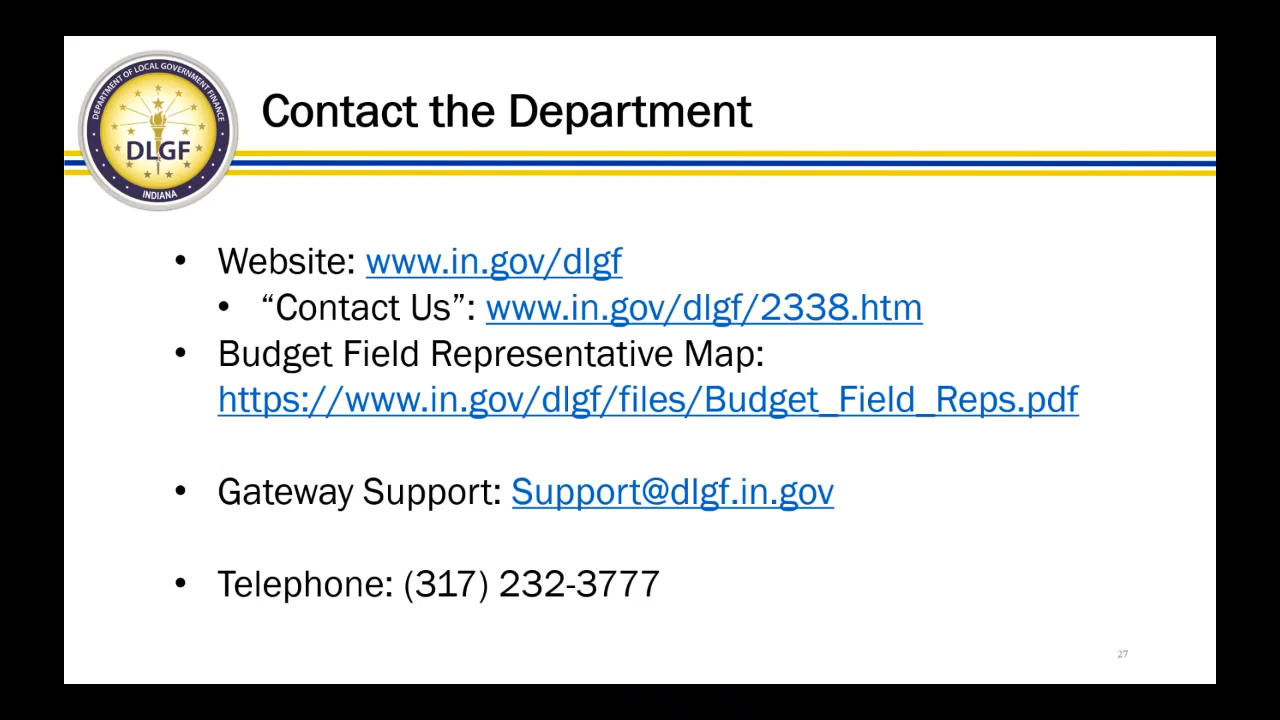 DEPARTMENT OF LOCAL GOVERNMENT FINANCE
DLGF
INDIANA
Contact the Department
• Website: www.in.gov/dlgf
• “Contact Us”: www.in.gov/dlgf/2338.htm
• Budget Field Representative Map:
https://www.in.gov/dlgf/files/Budget_Field_Reps.pdf
• Gateway Support: Support@dlgf.in.gov
• Telephone: (317) 232-3777
27